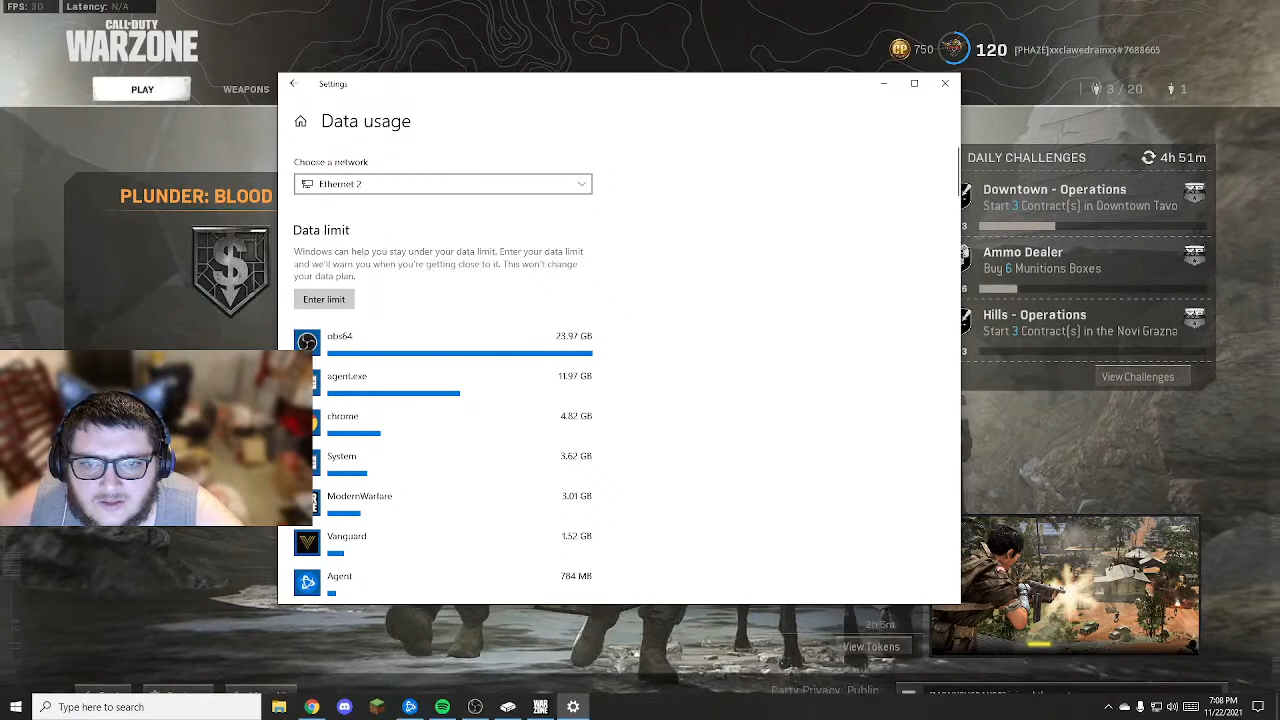 FPS: 30
Latency: N/A
CALL OF DUTY
WARZONE
750
120
[PHAZE]xxclawedrainxx#7688665
PLAY
WEAPONS
3 / 20
1
Settings
Data usage
Choose a network
Ethernet 2
Data limit
Windows can help you stay under your data limit. Enter your data limit
and we'll warn you when you're getting close to it. This won't change
your data plan.
Enter limit
obs64
23.97 GB
agent.exe
11.97 GB
chrome
4.82 GB
System
3.62 GB
ModernWarfare
3.01 GB
Vanguard
1.52 GB
Agent
784 MB
PLUNDER: BLOOD
DAILY CHALLENGES
4h 51m
Downtown - Operations
Start 3 Contract(s) in Downtown Tavo
3
Ammo Dealer
Buy 6 Munitions Boxes
6
Hills - Operations
Start 3 Contract(s) in the Novi Grazna
3
View Challenges
2h 5m
View Tokens
Party Privacy: Public
Type here to search
7:08 PM
11/22/2021